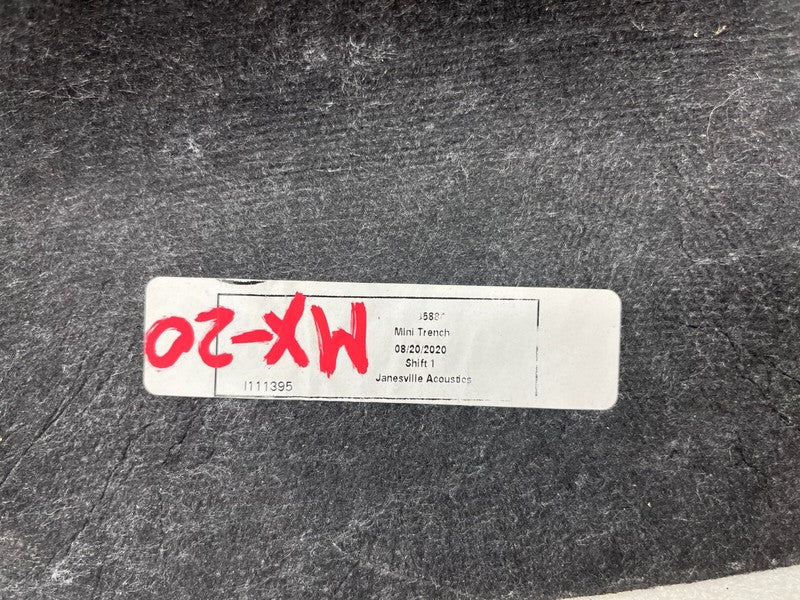 Mini Trench
08/20/2020
Shift 1
Janesville Acoustics
I111395
MX-20